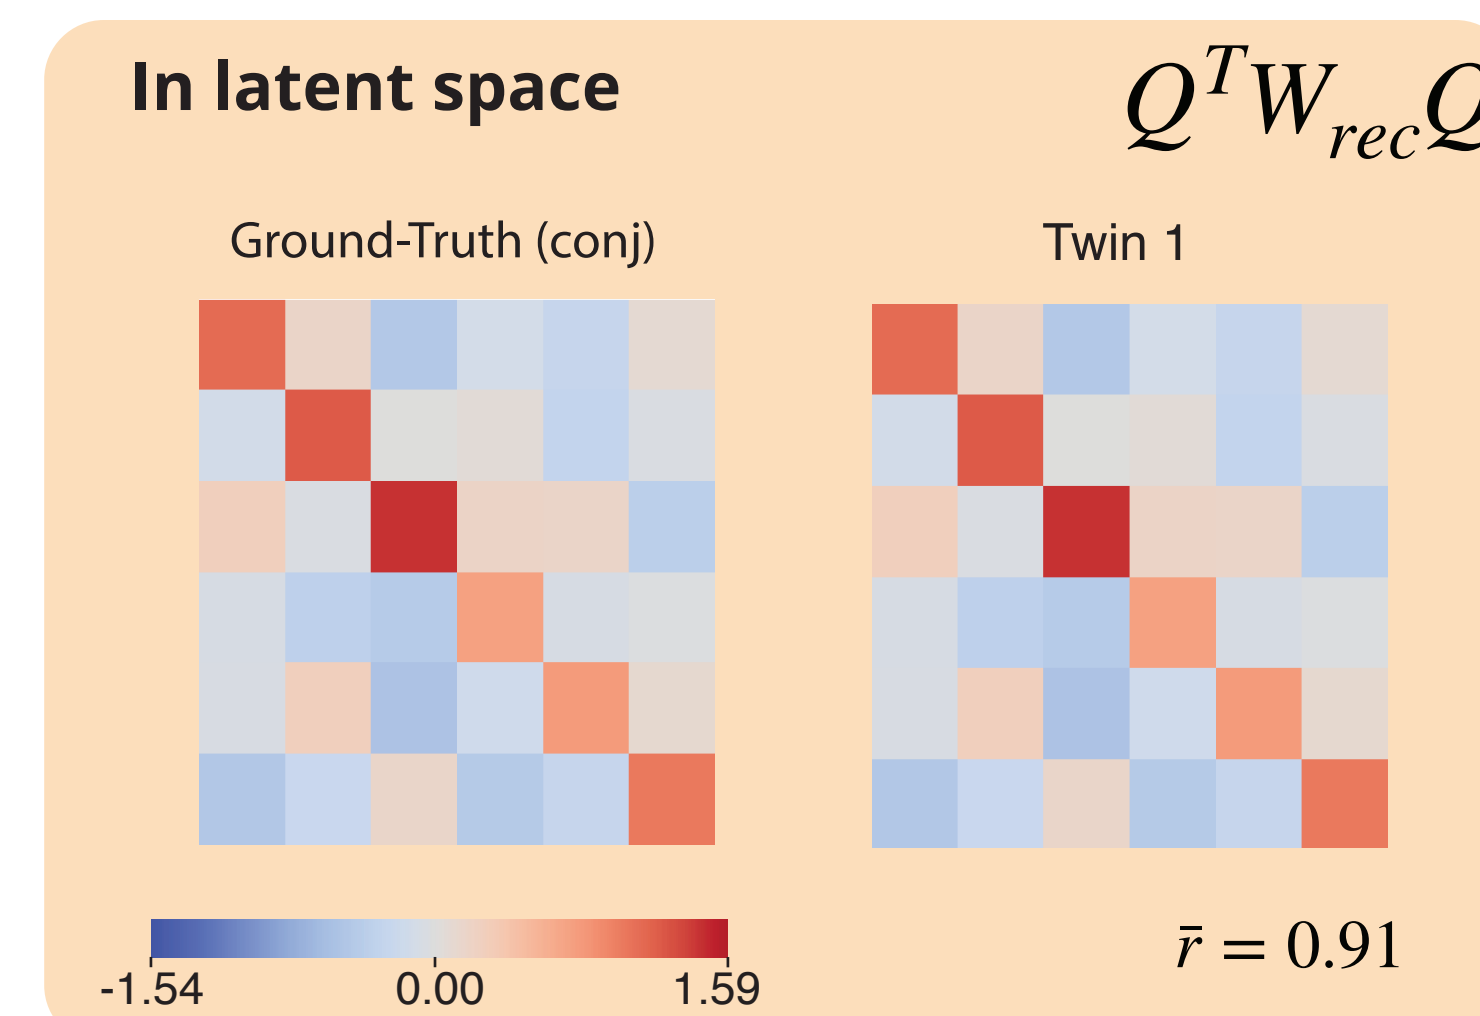 In latent space
Q^T W_rec Q
Ground-Truth (conj)
Twin 1
-1.54 0.00 1.59
r̄ = 0.91